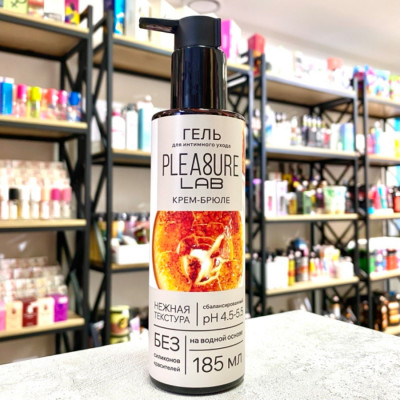 ГЕЛЬ
для интимного ухода
PLEASURE
LAB
КРЕМ-БРЮЛЕ
НЕЖНАЯ
ТЕКСТУРА
сбалансированный
pH 4.5-5.5
БЕЗ
силиконов
красителей
на водной основе
185 МЛ